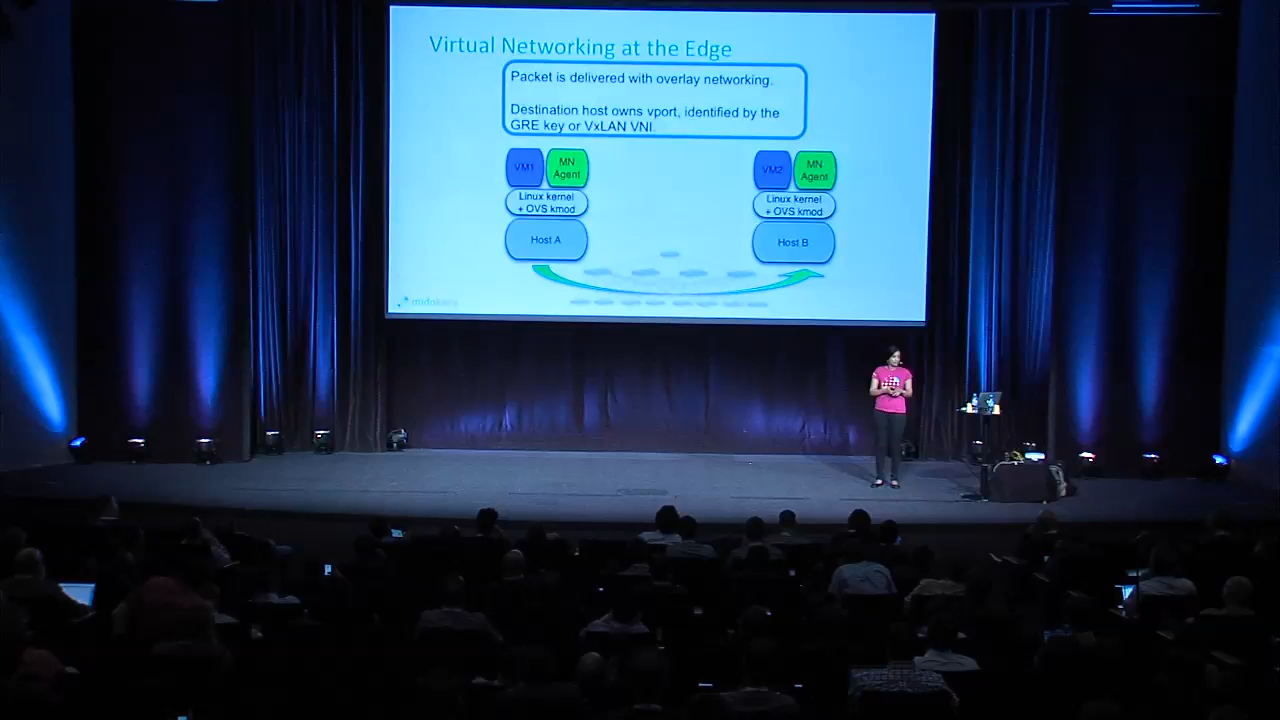 Virtual Networking at the Edge
Packet is delivered with overlay networking.
Destination host owns vport, identified by the
GRE key or VxLAN VNI.
VM1
MN
Agent
Linux kernel
+ OVS kmod
Host A
VM2
MN
Agent
Linux kernel
+ OVS kmod
Host B
midokura